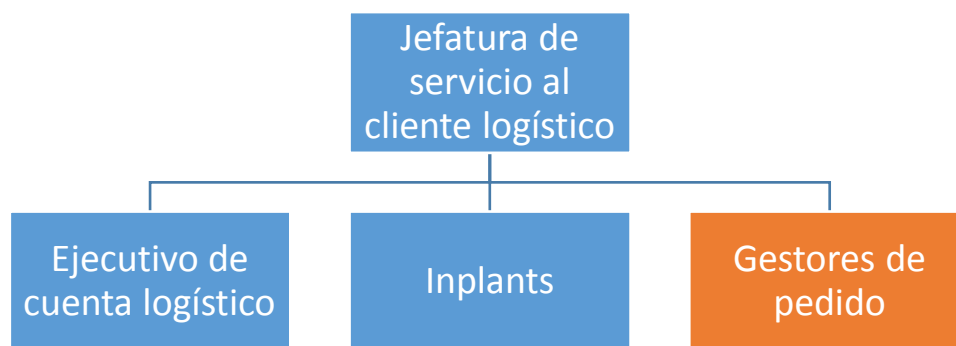 Jefatura de
servicio al
cliente logístico
Ejecutivo de
cuenta logístico
Inplants
Gestores de
pedido